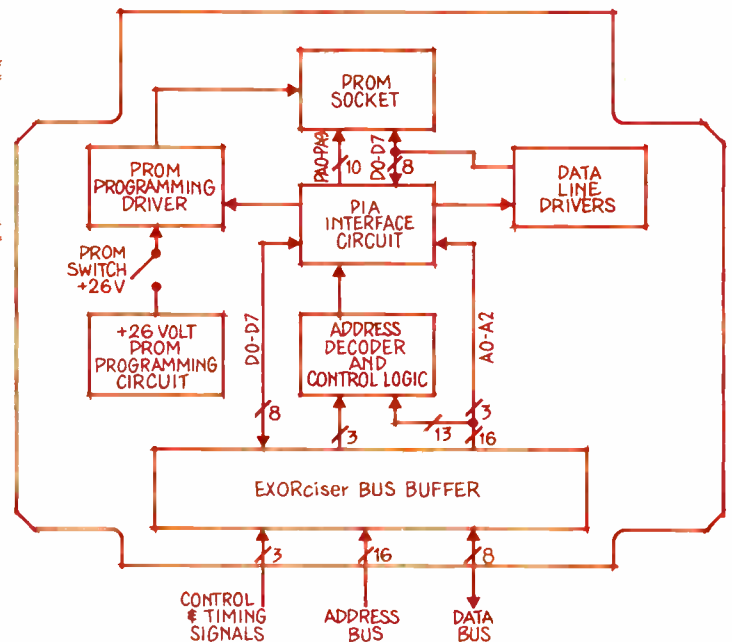 PROM
SOCKET
PA0-PA9
10
D0-D7
8
PROM
PROGRAMMING
DRIVER
PIA
INTERFACE
CIRCUIT
DATA
LINE
DRIVERS
PROM
SWITCH
+26V
+26 VOLT
PROM
PROGRAMMING
CIRCUIT
D0-D7
8
ADDRESS
DECODER
AND
CONTROL LOGIC
A0-A2
3
13
16
3
EXORciser BUS BUFFER
3
16
8
CONTROL
& TIMING
SIGNALS
ADDRESS
BUS
DATA
BUS